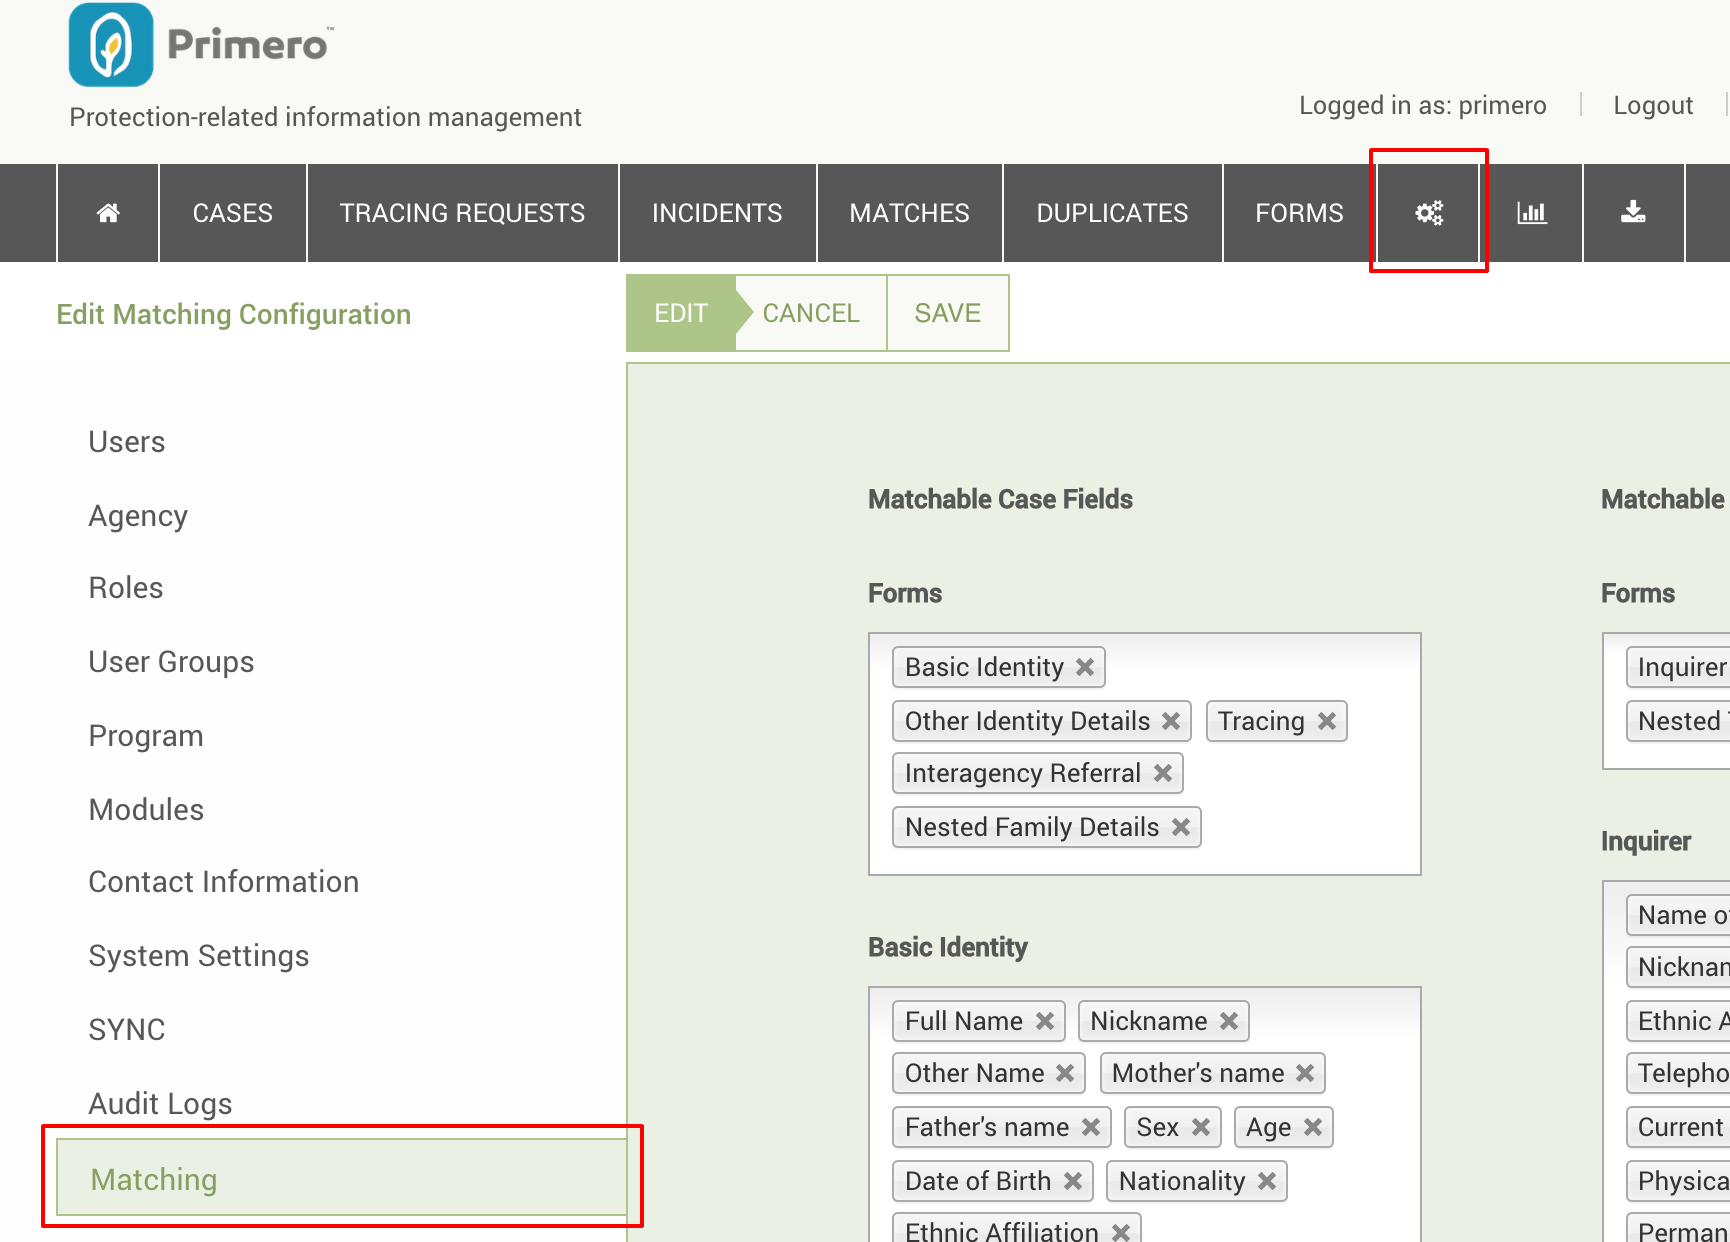 Primero™
Protection-related information management
Logged in as: primero
Logout
CASES
TRACING REQUESTS
INCIDENTS
MATCHES
DUPLICATES
FORMS
Edit Matching Configuration
EDIT
CANCEL
SAVE
Users
Agency
Roles
User Groups
Program
Modules
Contact Information
System Settings
SYNC
Audit Logs
Matching
Matchable Case Fields
Forms
Basic Identity
Other Identity Details
Tracing
Interagency Referral
Nested Family Details
Basic Identity
Full Name
Nickname
Other Name
Mother's name
Father's name
Sex
Age
Date of Birth
Nationality
Ethnic Affiliation
Matchable
Forms
Inquirer
Nested
Inquirer
Name
Ethnic
Current